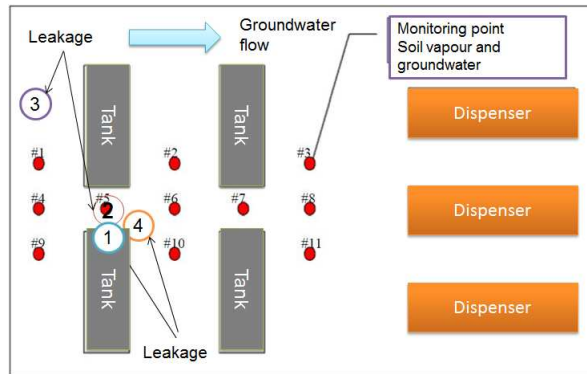 Leakage
Groundwater
flow
Monitoring point
Soil vapour and
groundwater
3
Tank
Tank
Dispenser
#1
#2
#3
#4
#5
#6
#7
#8
Dispenser
2
4
1
#9
#10
#11
Tank
Tank
Dispenser
Leakage